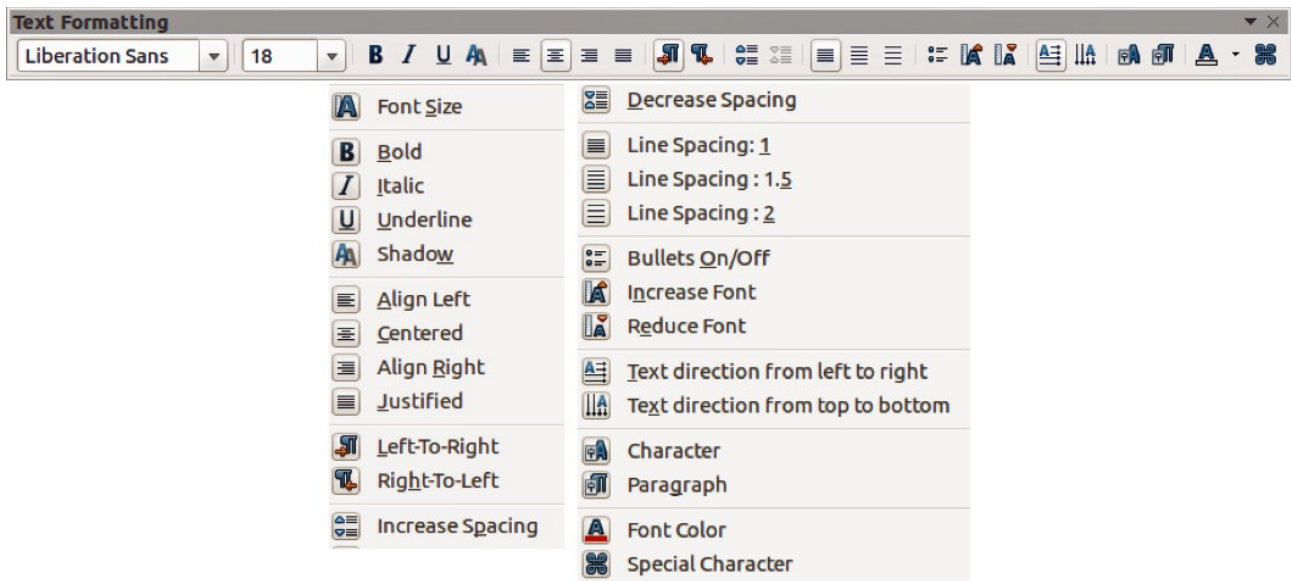 Text Formatting
Liberation Sans 18
Font Size
Bold
Italic
Underline
Shadow
Align Left
Centered
Align Right
Justified
Left-To-Right
Right-To-Left
Increase Spacing
Decrease Spacing
Line Spacing: 1
Line Spacing : 1.5
Line Spacing : 2
Bullets On/Off
Increase Font
Reduce Font
Text direction from left to right
Text direction from top to bottom
Character
Paragraph
Font Color
Special Character